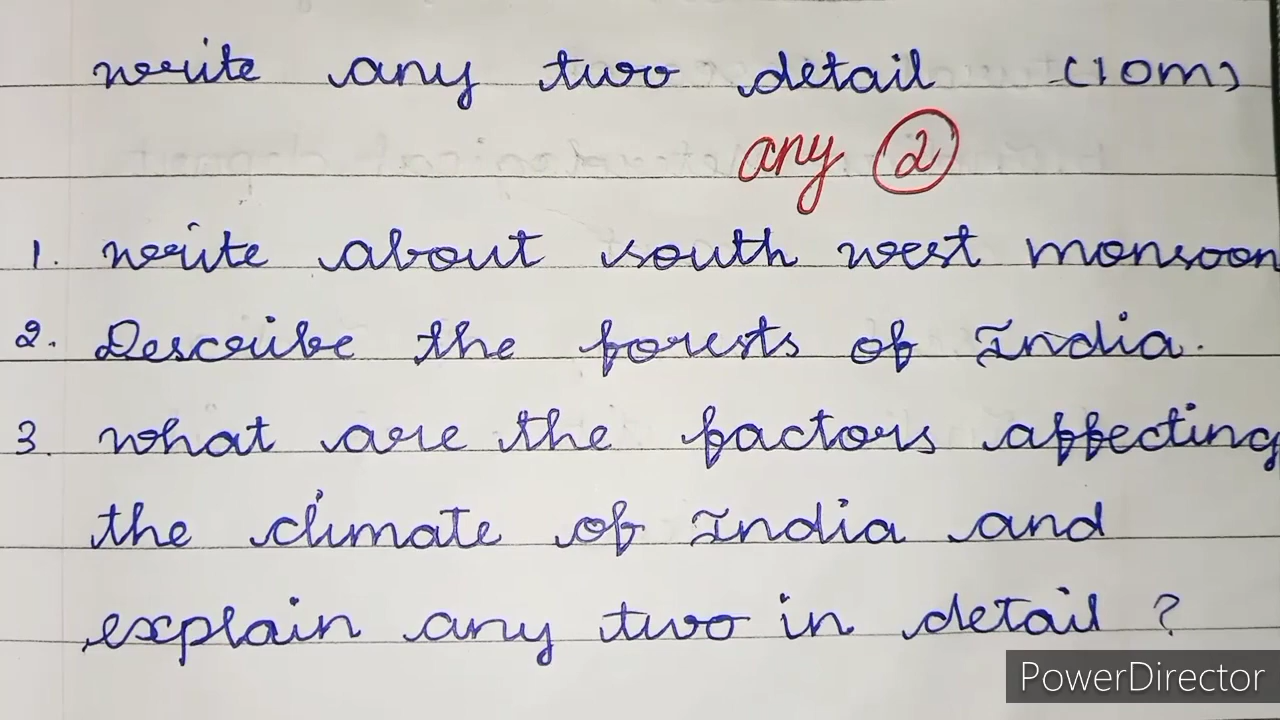 write any two detail (10m)
any 2
1. write about south west monsoon
2. Describe the forests of India.
3. what are the factors affecting
the climate of India and
explain any two in detail ?
PowerDirector